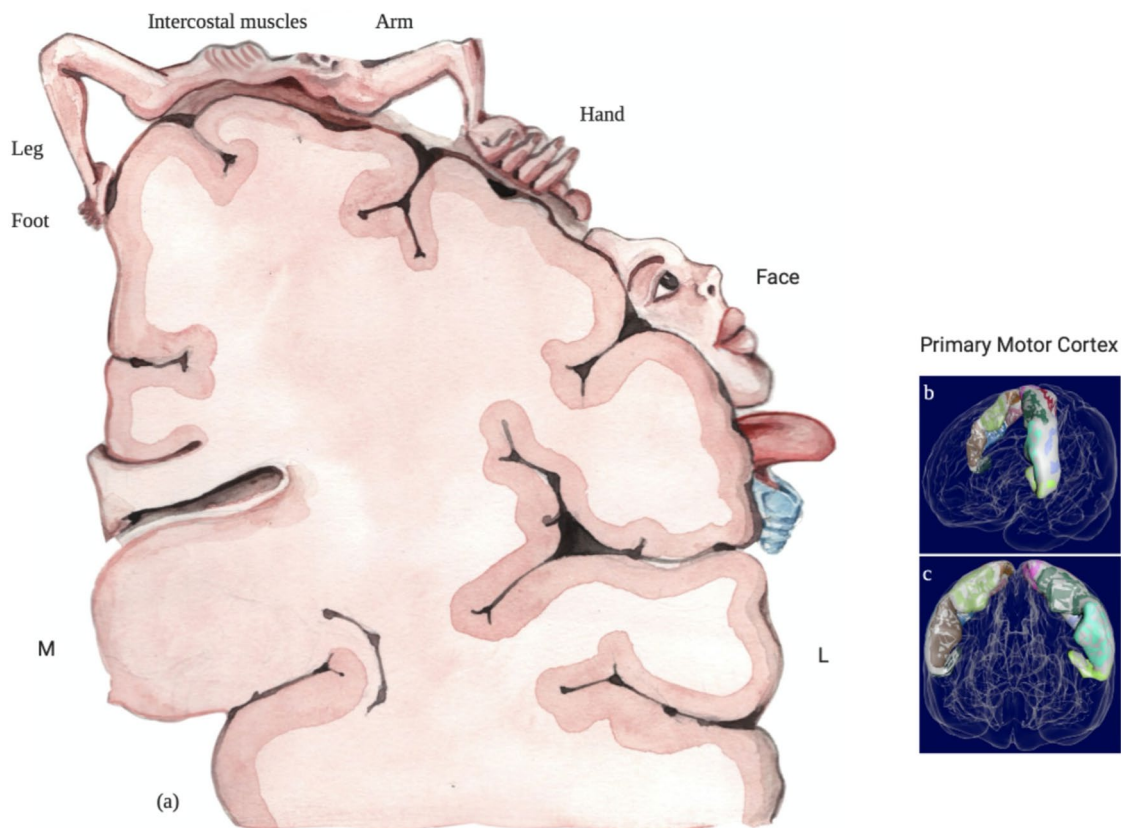 Intercostal muscles
Arm
Hand
Leg
Foot
Face
Primary Motor Cortex
b
c
M
L
(a)